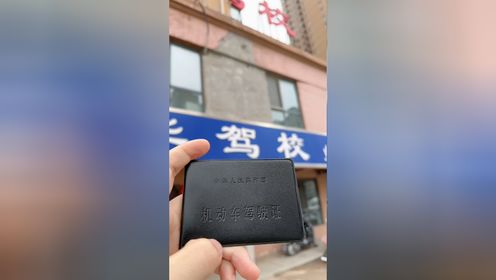 校
驾校
中华人民共和国
机动车驾驶证